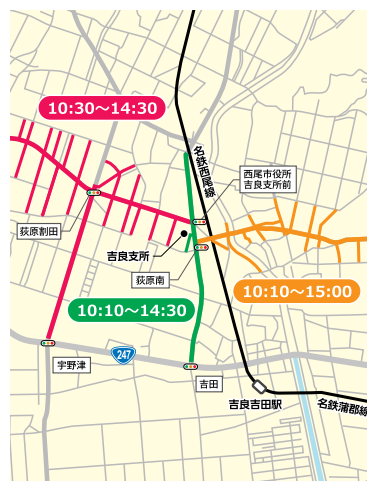 10:30～14:30
名鉄西尾線
西尾市役所
吉良支所前
荻原割田
吉良支所
荻原南
10:10～15:00
10:10～14:30
247
宇野津
吉田
吉良吉田駅
名鉄蒲郡線